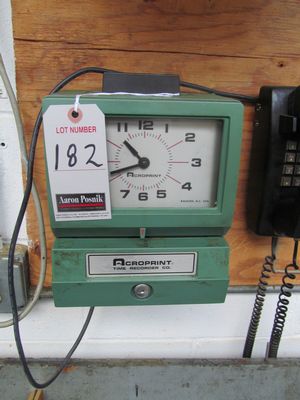 LOT NUMBER
182
Aaron Posnik
11 12 1
2
3
4
5
6
7
ACROPRINT
ACROPRINT
TIME RECORDER CO.